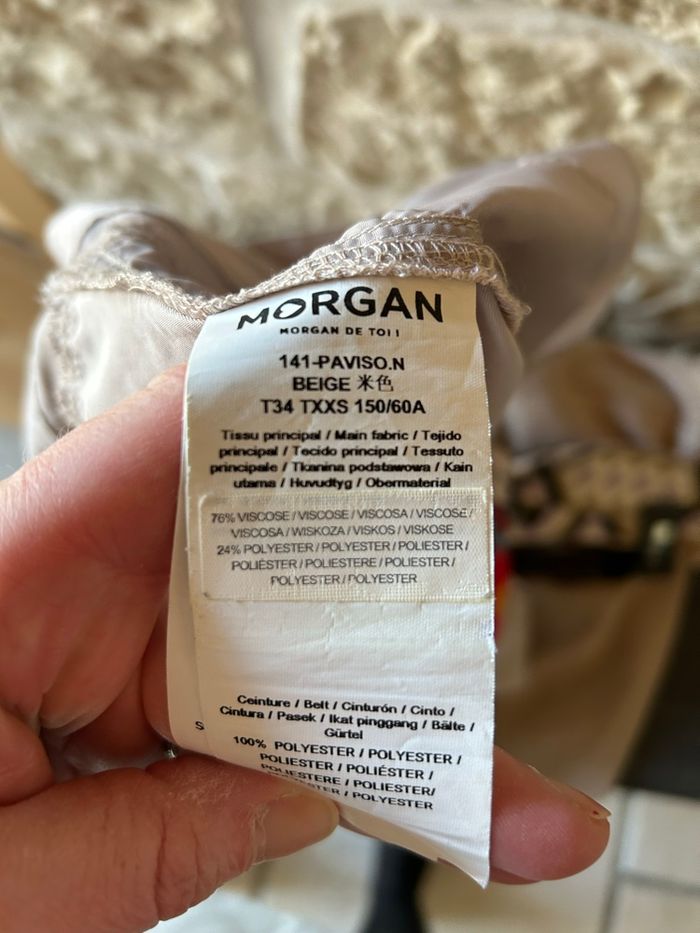 MORGAN
MORGAN DE TOI !
141-PAVISO.N
BEIGE 米色
T34 TXXS 150/60A
Tissu principal / Main fabric / Tejido
principal / Tecido principal / Tessuto
principale / Tkanina podstawowa / Kain
utama / Huvudtyg / Obermaterial
76% VISCOSE / VISCOSE / VISCOSA / VISCOSE /
VISCOSA / WISKOZA / VISKOS / VISKOSE
24% POLYESTER / POLYESTER / POLIESTER /
POLIÉSTER / POLIESTERE / POLIESTER /
POLYESTER / POLYESTER
Ceinture / Belt / Cinturón / Cinto /
Cintura / Pasek / Ikat pinggang / Bälte /
Gürtel
S
100% POLYESTER / POLYESTER /
POLIESTER / POLIÉSTER /
POLIESTERE / POLIESTER/
/ POLYESTER